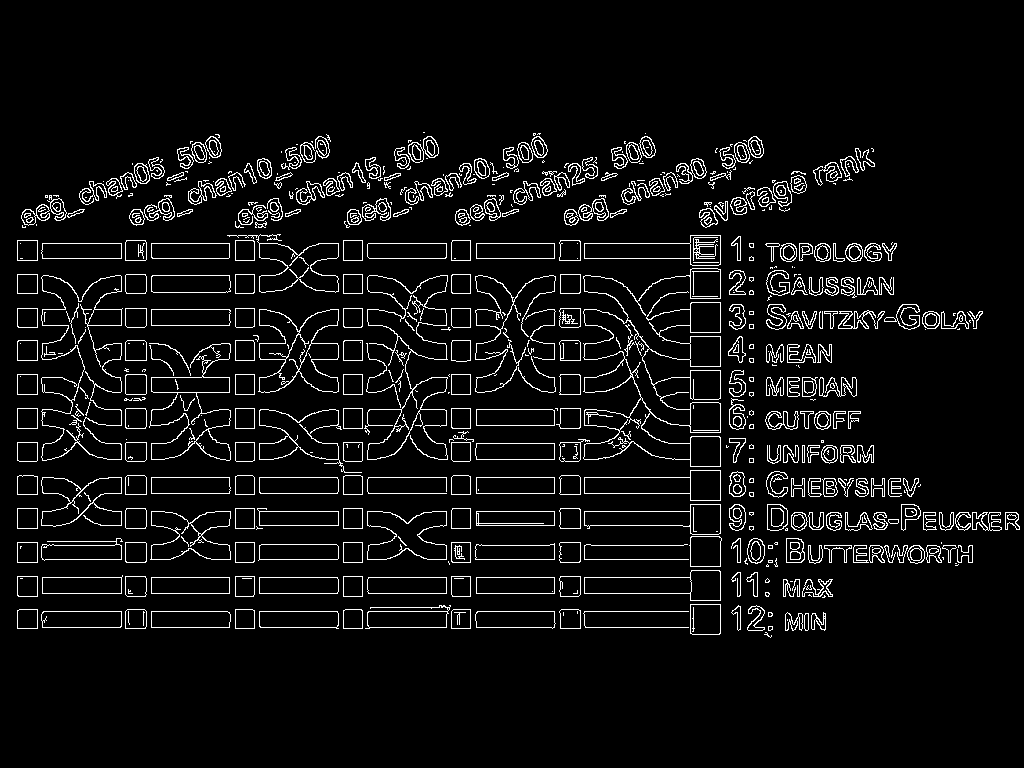 eeg_chan05_500
eeg_chan10_500
eeg_chan15_500
eeg_chan20_500
eeg_chan25_500
eeg_chan30_500
average rank
1: TOPOLOGY
2: GAUSSIAN
3: SAVITZKY-GOLAY
4: MEAN
5: MEDIAN
6: CUTOFF
7: UNIFORM
8: CHEBYSHEV
9: DOUGLAS-PEUCKER
10: BUTTERWORTH
11: MAX
12: MIN